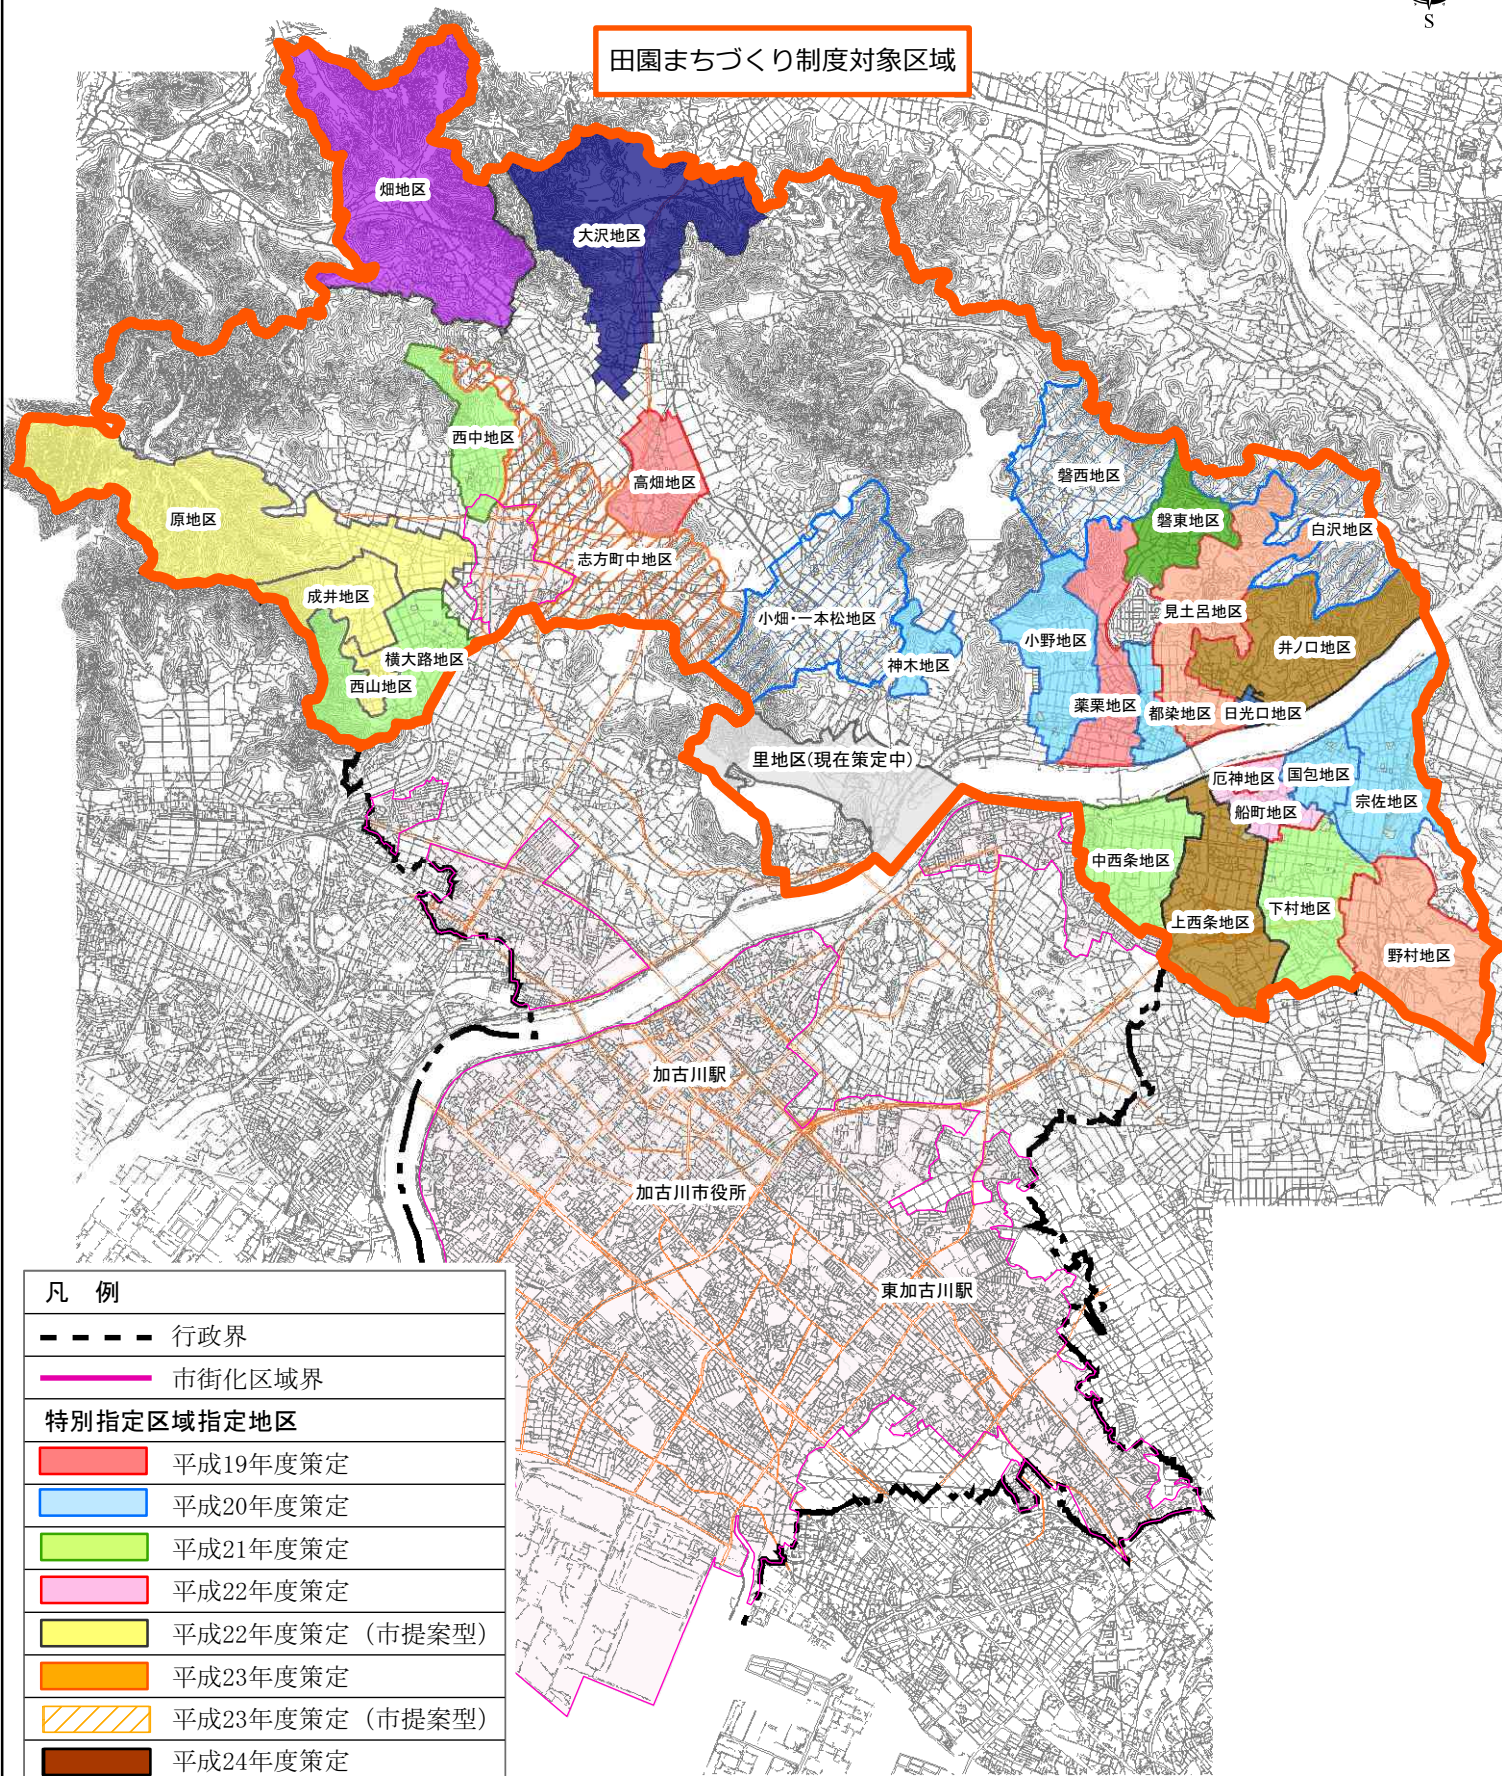 S
田園まちづくり制度対象区域
畑地区
大沢地区
西中地区
高畑地区
磐西地区
原地区
磐東地区
白沢地区
志方町中地区
成井地区
小畑・一本松地区
見土呂地区
横大路地区
神木地区
小野地区
井ノ口地区
西山地区
薬栗地区
都染地区
日光口地区
里地区(現在策定中)
厄神地区
国包地区
宗佐地区
船町地区
中西条地区
上西条地区
下村地区
野村地区
加古川駅
加古川市役所
東加古川駅
凡 例
行政界
市街化区域界
特別指定区域指定地区
平成19年度策定
平成20年度策定
平成21年度策定
平成22年度策定
平成22年度策定（市提案型）
平成23年度策定
平成23年度策定（市提案型）
平成24年度策定